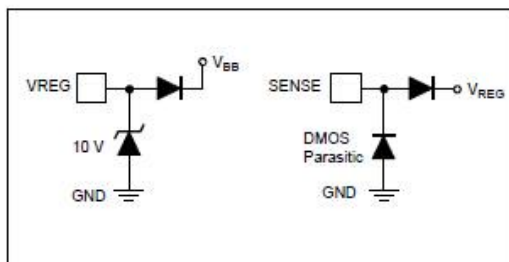 VREG
VBB
10 V
GND
SENSE
VREG
DMOS
Parasitic
GND